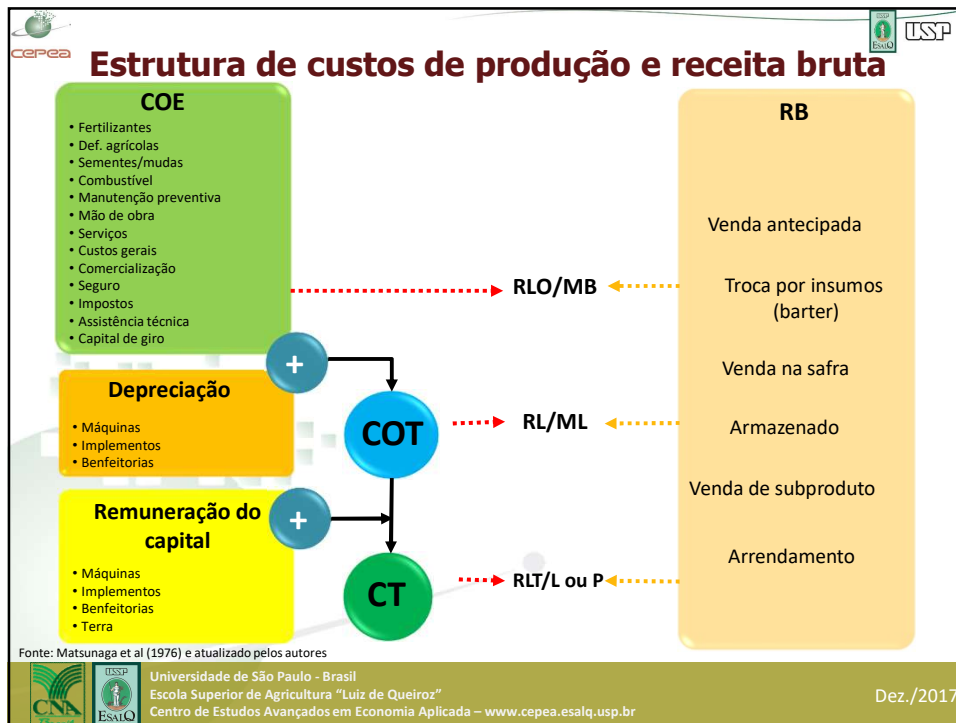 cepea
ESALQ
USP
Estrutura de custos de produção e receita bruta
COE
• Fertilizantes
• Def. agrícolas
• Sementes/mudas
• Combustível
• Manutenção preventiva
• Mão de obra
• Serviços
• Custos gerais
• Comercialização
• Seguro
• Impostos
• Assistência técnica
• Capital de giro
+
Depreciação
• Máquinas
• Implementos
• Benfeitorias
+
Remuneração do
capital
• Máquinas
• Implementos
• Benfeitorias
• Terra
COT
CT
RLO/MB
RL/ML
RLT/L ou P
RB
Venda antecipada
Troca por insumos
(barter)
Venda na safra
Armazenado
Venda de subproduto
Arrendamento
Fonte: Matsunaga et al (1976) e atualizado pelos autores
CNA
USP
ESALQ
Universidade de São Paulo - Brasil
Escola Superior de Agricultura “Luiz de Queiroz”
Centro de Estudos Avançados em Economia Aplicada – www.cepea.esalq.usp.br
Dez./2017